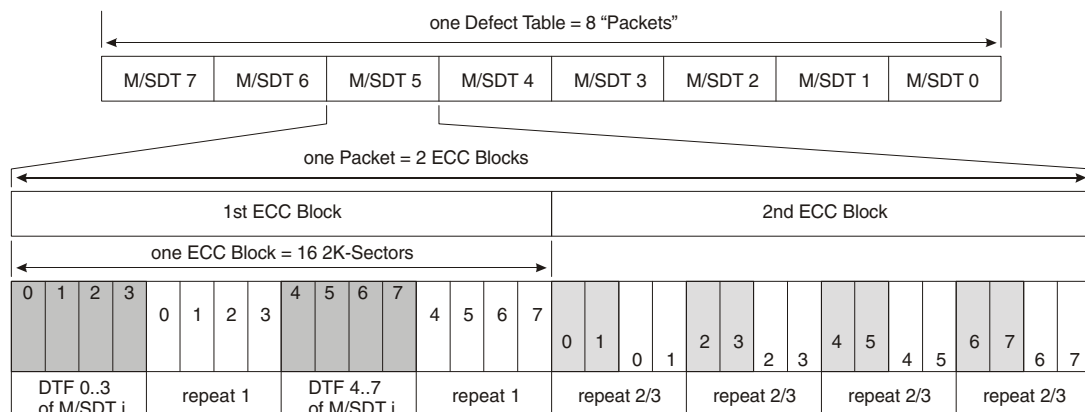 one Defect Table = 8 “Packets”
M/SDT 7 M/SDT 6 M/SDT 5 M/SDT 4 M/SDT 3 M/SDT 2 M/SDT 1 M/SDT 0
one Packet = 2 ECC Blocks
1st ECC Block 2nd ECC Block
one ECC Block = 16 2K-Sectors
0 1 2 3 4 5 6 7
0 1 2 3 4 5 6 7
0 1 2 3 4 5 6 7
0 1 2 3 4 5 6 7
DTF 0..3 repeat 1 DTF 4..7 repeat 1 repeat 2/3 repeat 2/3 repeat 2/3 repeat 2/3
of M/SDT i of M/SDT i